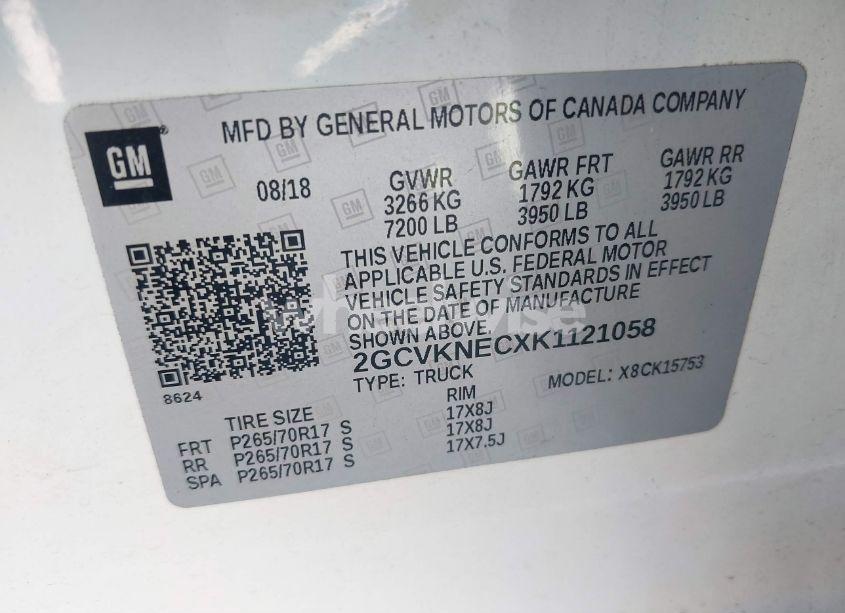 GM
MFD BY GENERAL MOTORS OF CANADA COMPANY
08/18
GVWR GAWR FRT GAWR RR
3266 KG 1792 KG 1792 KG
7200 LB 3950 LB 3950 LB
THIS VEHICLE CONFORMS TO ALL
APPLICABLE U.S. FEDERAL MOTOR
VEHICLE SAFETY STANDARDS IN EFFECT
ON THE DATE OF MANUFACTURE
SHOWN ABOVE.
2GCVKNECXK1121058
8624
TYPE: TRUCK MODEL: X8CK15753
TIRE SIZE RIM
FRT P265/70R17 S 17X8J
RR P265/70R17 S 17X8J
SPA P265/70R17 S 17X7.5J